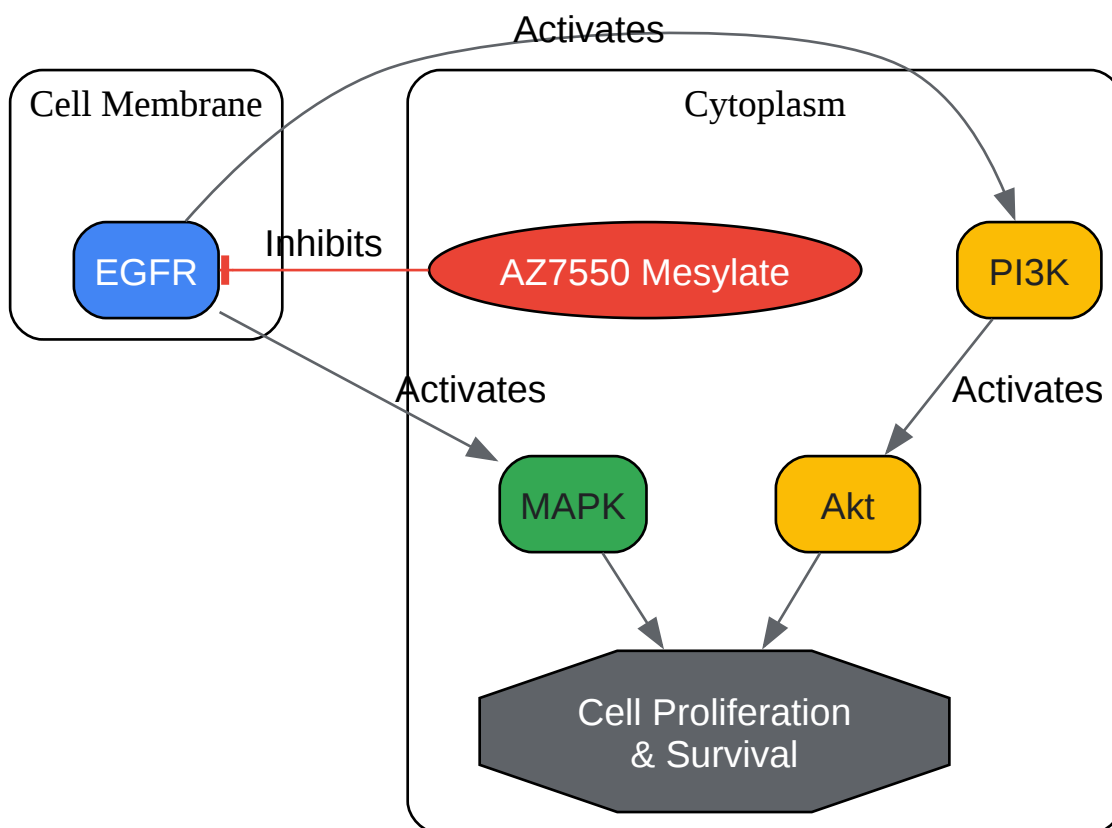 Activates
Cell Membrane
Cytoplasm
Inhibits
EGFR
AZ7550 Mesylate
PI3K
Activates
Activates
MAPK
Akt
Cell Proliferation
& Survival